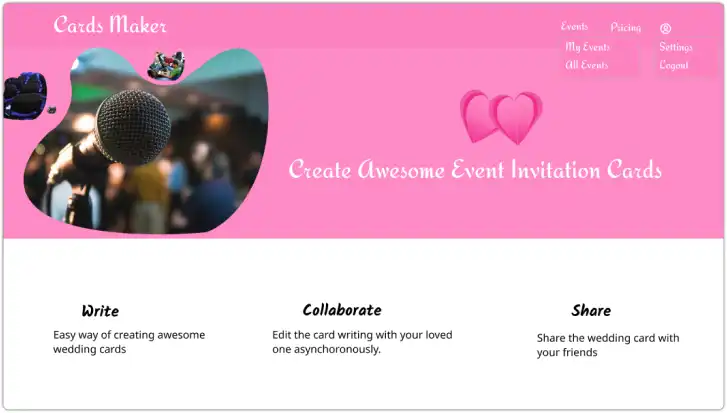 Cards Maker
Events Pricing
My Events Settings
All Events Logout
Create Awesome Event Invitation Cards
Write
Easy way of creating awesome
wedding cards
Collaborate
Edit the card writing with your loved
one asynchoronously.
Share
Share the wedding card with
your friends